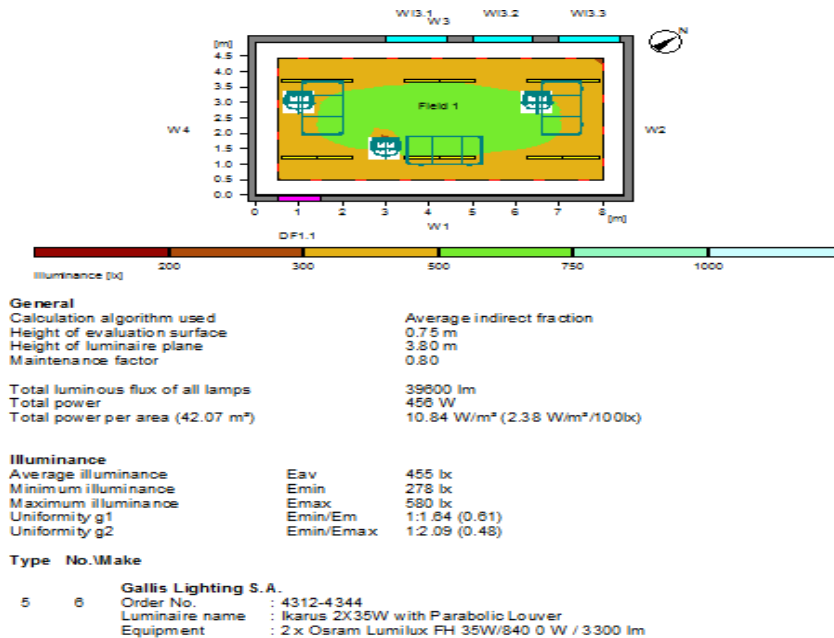 WI3.1 W3 WI3.2 WI3.3
N
[m]
4.5
4.0
3.5
3.0
2.5
2.0
1.5
1.0
0.5
0.0
Field 1
W4
W2
0 1 2 3 4 5 6 7 8 [m]
W1
DF1.1
Illuminance [lx]
200 300 500 750 1000
General
Calculation algorithm used Average indirect fraction
Height of evaluation surface 0.75 m
Height of luminaire plane 3.80 m
Maintenance factor 0.80
Total luminous flux of all lamps 39600 lm
Total power 456 W
Total power per area (42.07 m²) 10.84 W/m² (2.38 W/m²/100lx)
Illuminance
Average illuminance Eav 455 lx
Minimum illuminance Emin 278 lx
Maximum illuminance Emax 580 lx
Uniformity g1 Emin/Em 1:1.64 (0.61)
Uniformity g2 Emin/Emax 1:2.09 (0.48)
Type No.\Make
Gallis Lighting S.A.
5 6 Order No. : 4312-4344
Luminaire name : Ikarus 2X35W with Parabolic Louver
Equipment : 2 x Osram Lumilux FH 35W/840 0 W / 3300 lm